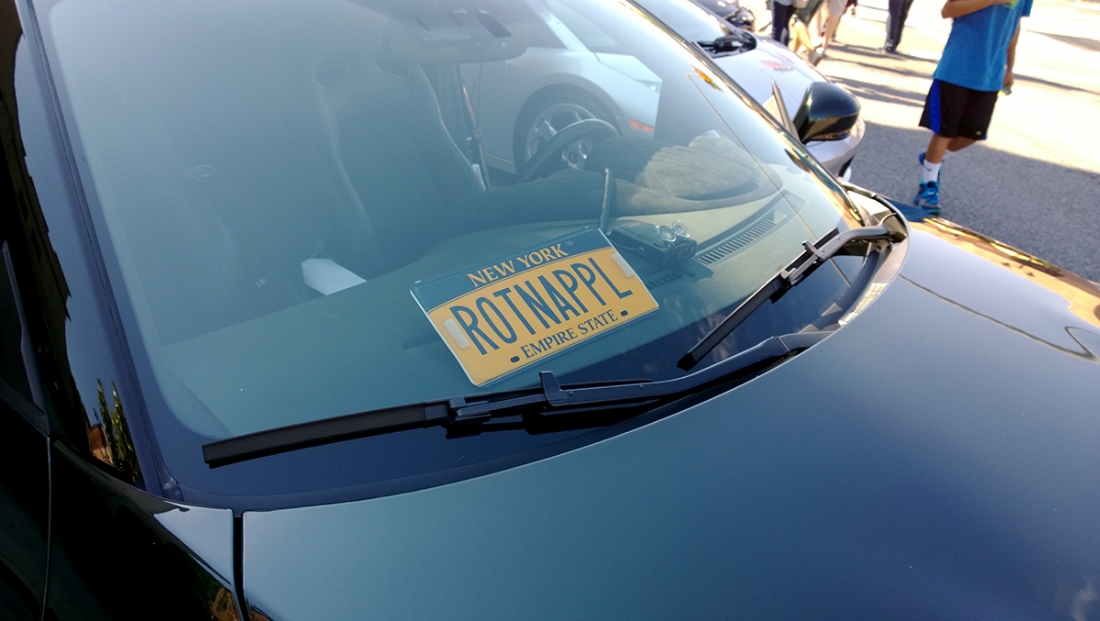 NEW YORK
ROTNAPPL
EMPIRE STATE